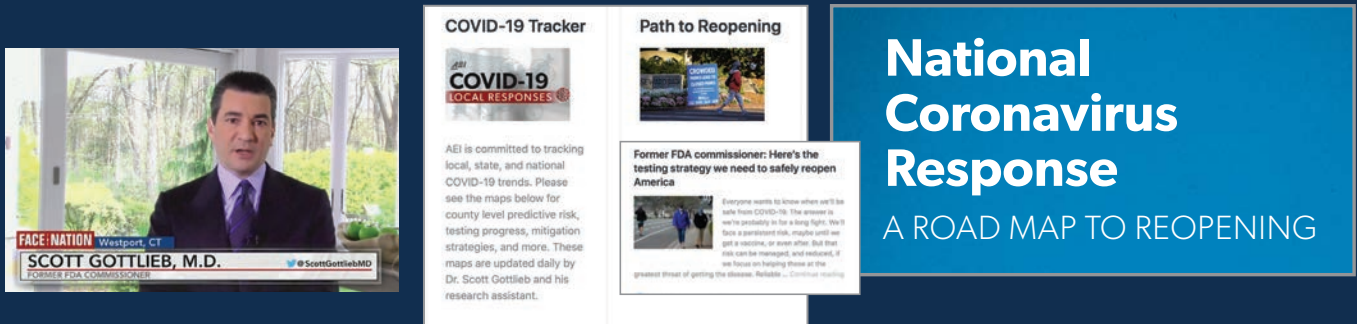 FACE THE NATION Westport, CT
SCOTT GOTTLIEB, M.D. @ScottGottliebMD
FORMER FDA COMMISSIONER
COVID-19 Tracker
AEI
COVID-19
LOCAL RESPONSES
AEI is committed to tracking
local, state, and national
COVID-19 trends. Please
see the maps below for
county level predictive risk,
testing progress, mitigation
strategies, and more. These
maps are updated daily by
Dr. Scott Gottlieb and his
research assistant.
Path to Reopening
CROWDED
Former FDA commissioner: Here's the
testing strategy we need to safely reopen
America
Everyone wants to know when we'll be
safe from COVID-19. The answer is
we're probably in for a long fight. We'll
face a persistent risk, maybe until we
get a vaccine, or even after. But that
risk can be managed, and reduced, if
we focus on helping those at the
greatest threat of getting the disease. Reliable ... Continue reading
National
Coronavirus
Response
A ROAD MAP TO REOPENING